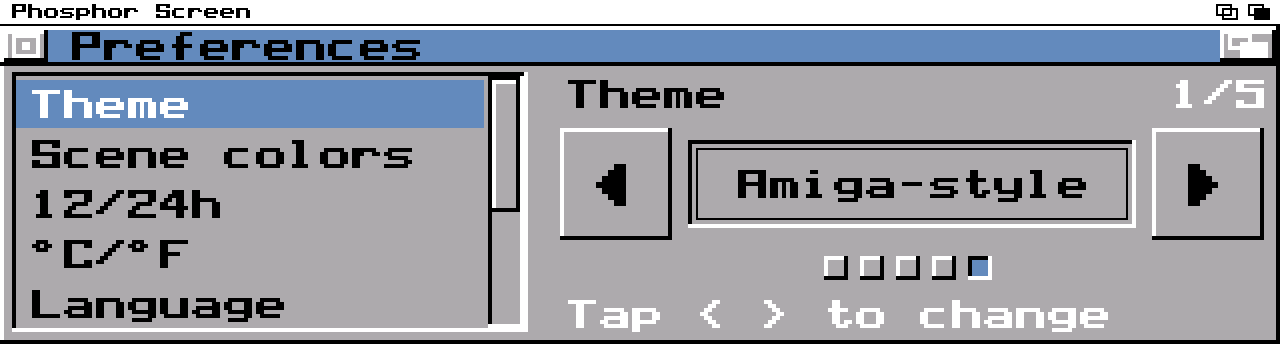 Phosphor Screen
Preferences
Theme
Scene colors
12/24h
°C/°F
Language
Theme
1/5
Amiga-style
Tap < > to change